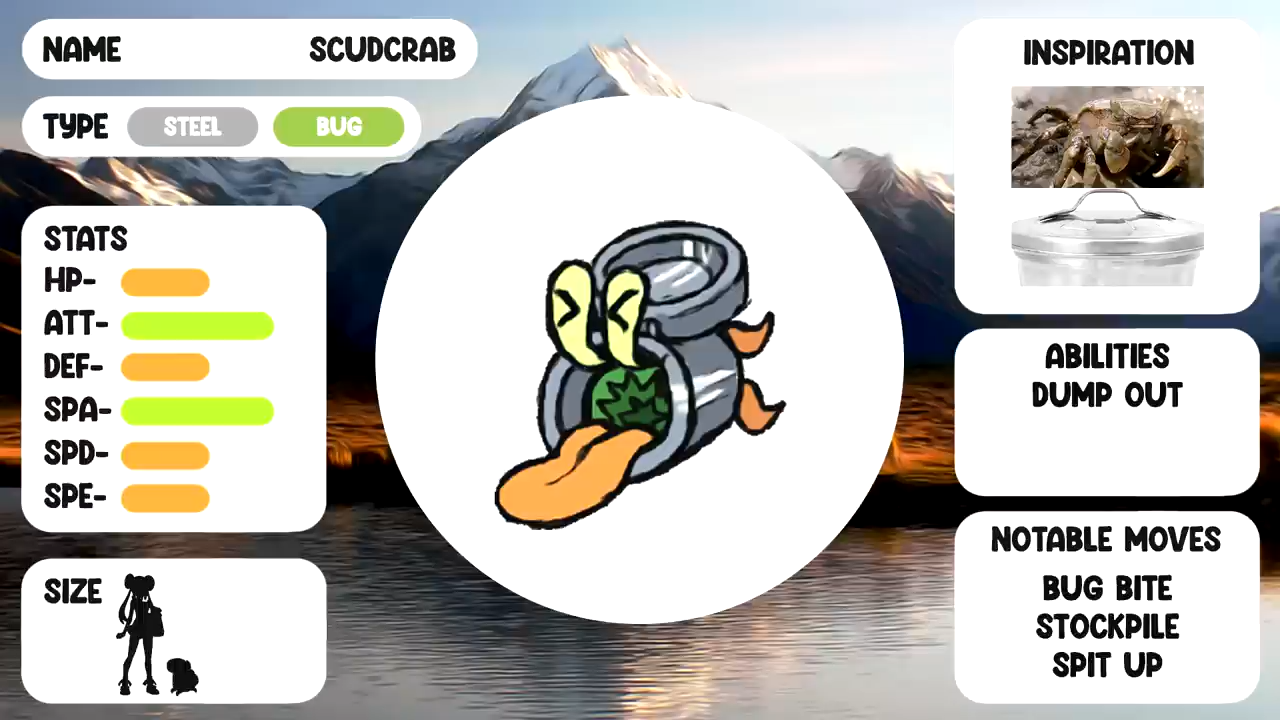 NAME SCUDCRAB
TYPE STEEL BUG
STATS
HP-
ATT-
DEF-
SPA-
SPD-
SPE-
SIZE
INSPIRATION
ABILITIES
DUMP OUT
NOTABLE MOVES
BUG BITE
STOCKPILE
SPIT UP